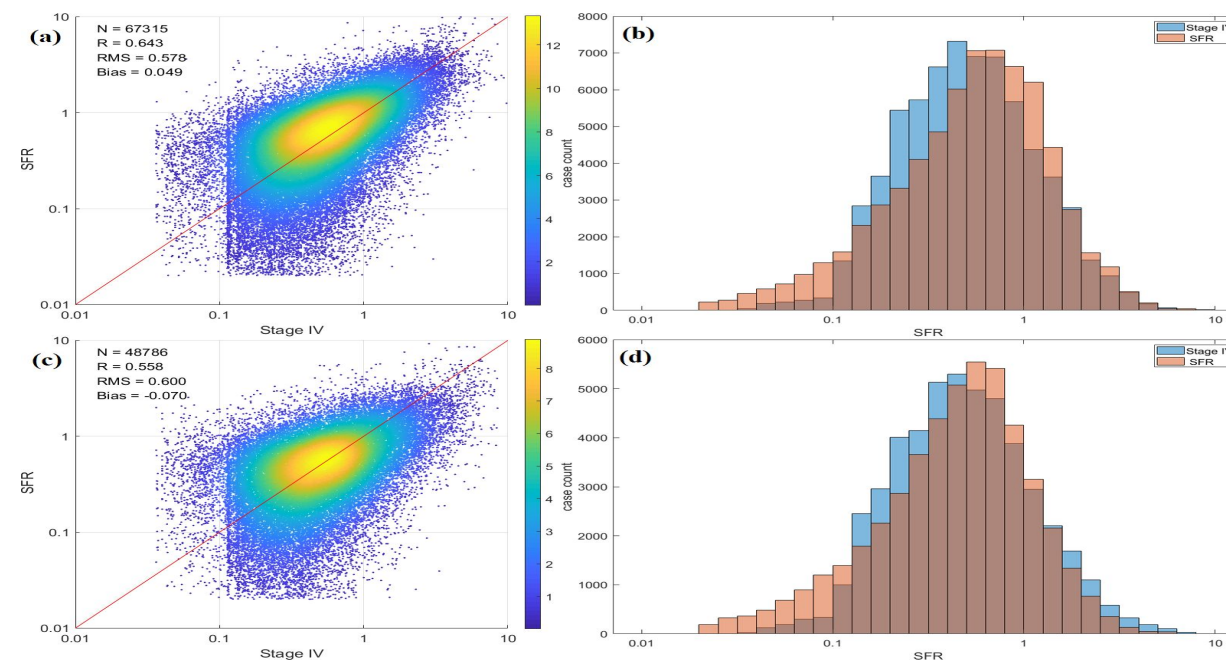 (a)
N = 67315
R = 0.643
RMS = 0.578
Bias = 0.049
10
1
0.1
0.01
SFR
0.01
0.1
1
10
Stage IV
12
10
8
6
4
2
case count
(b)
8000
7000
6000
5000
4000
3000
2000
1000
0
0.01
0.1
1
10
SFR
Stage I
SFR
(c)
N = 48786
R = 0.558
RMS = 0.600
Bias = -0.070
10
1
0.1
0.01
SFR
0.01
0.1
1
10
Stage IV
8
7
6
5
4
3
2
1
case count
(d)
6000
5000
4000
3000
2000
1000
0
0.01
0.1
1
10
SFR
Stage I
SFR